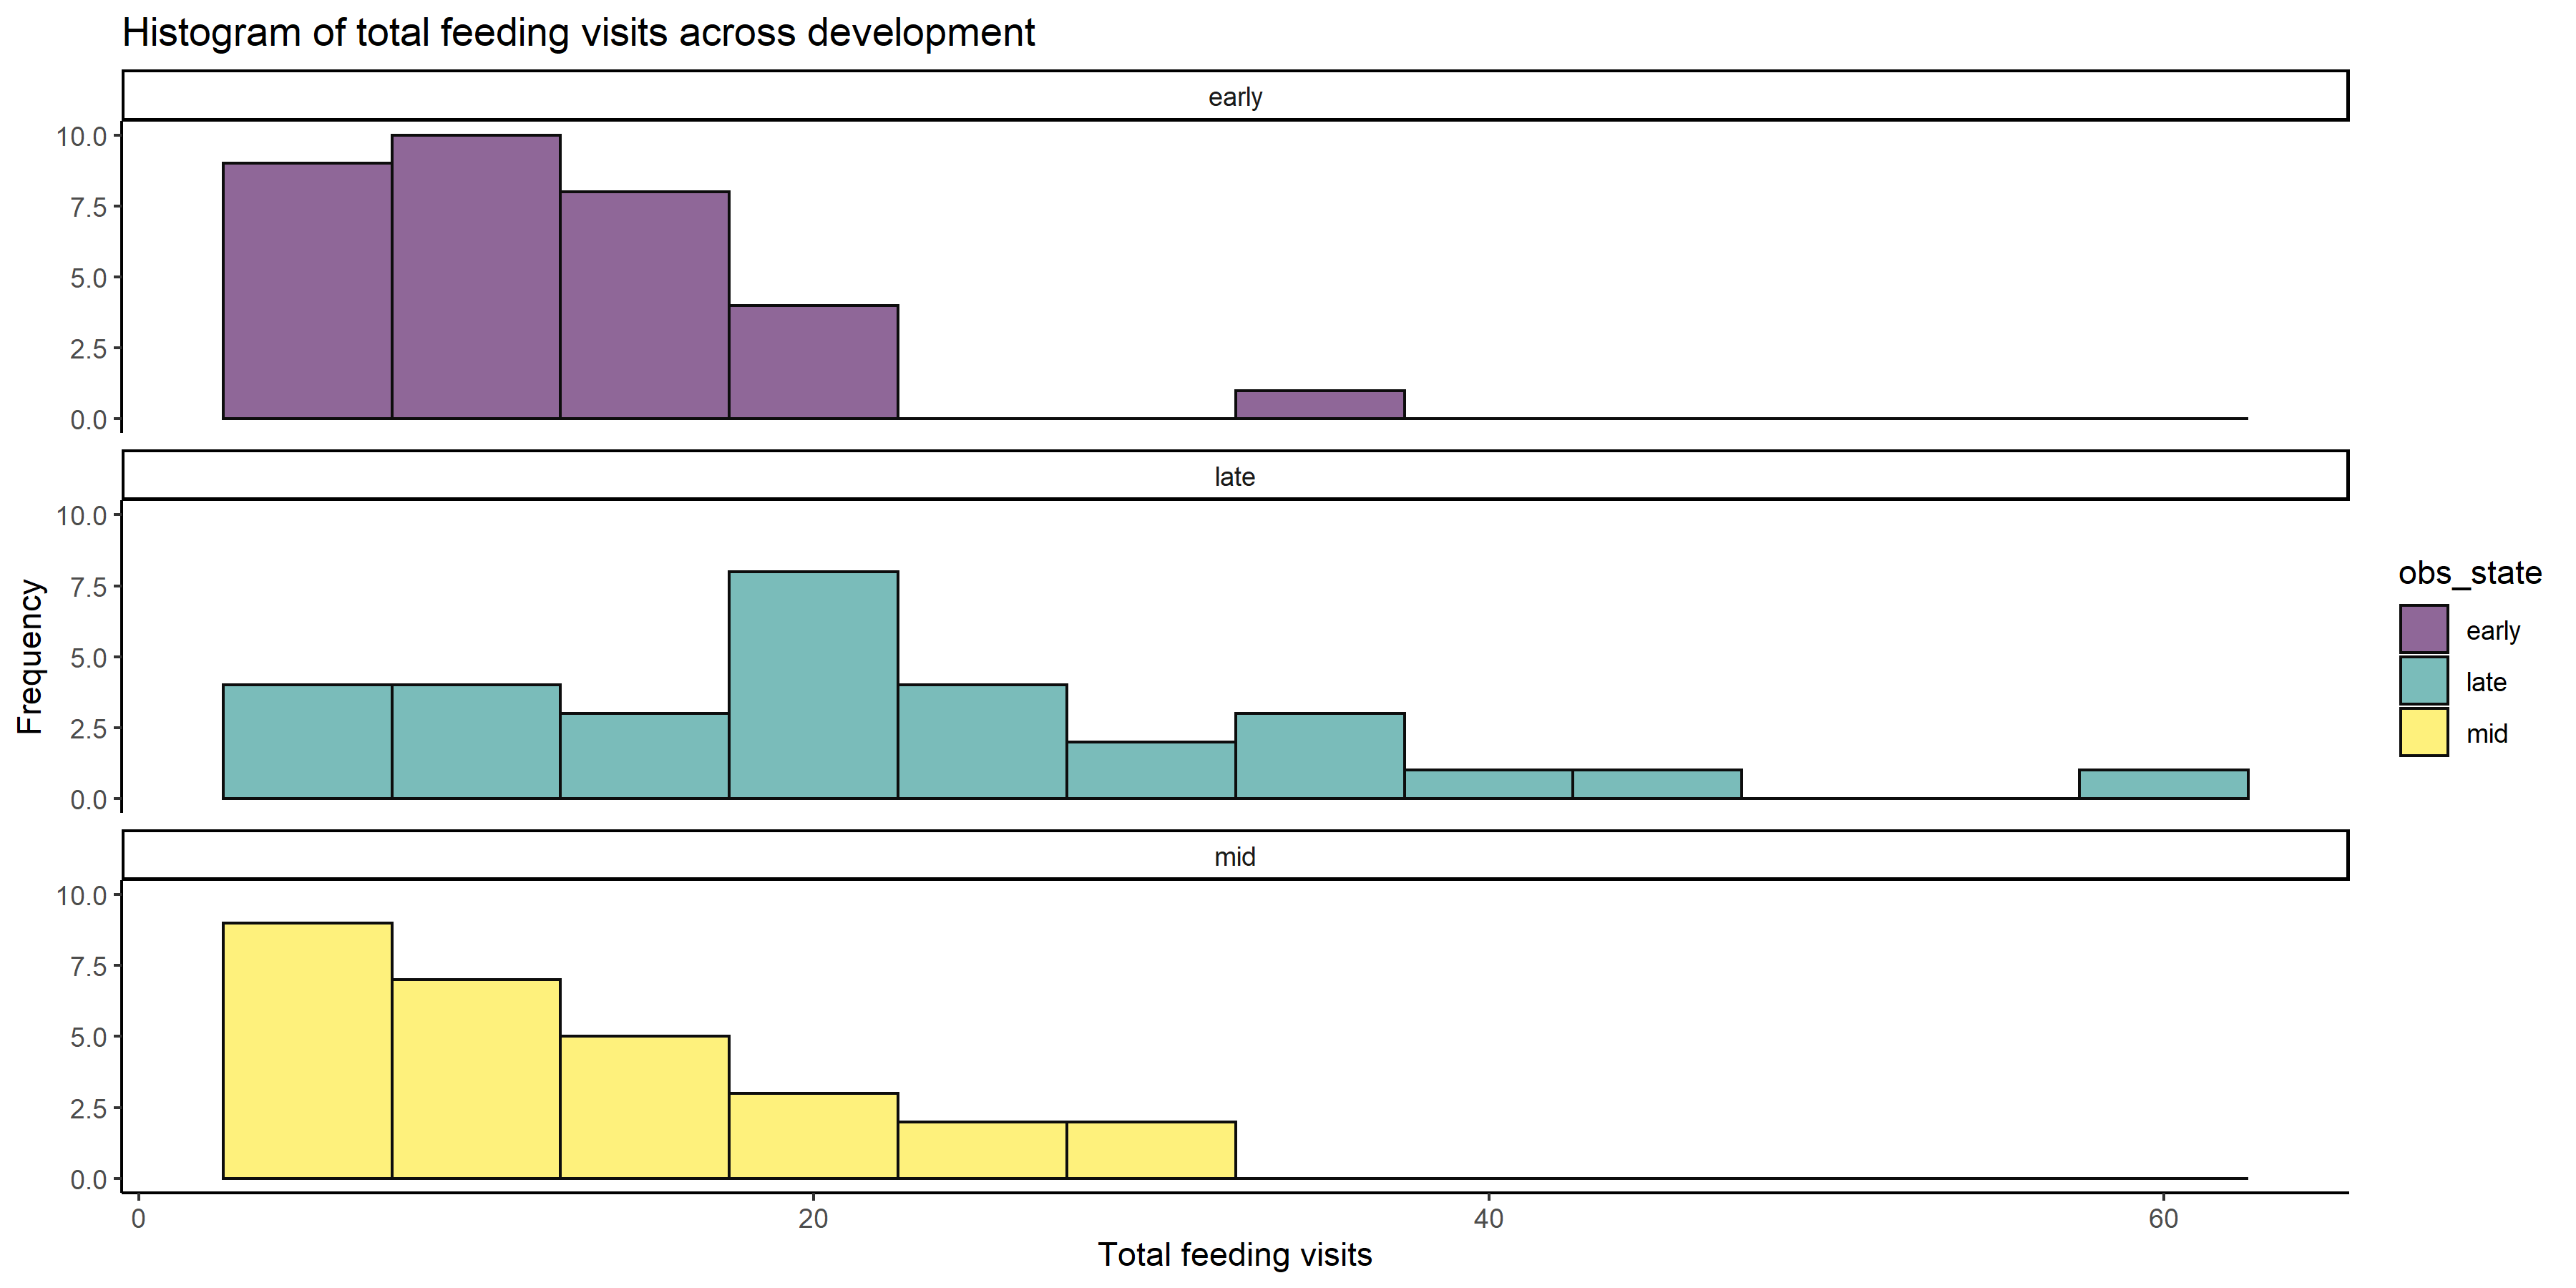 Histogram of total feeding visits across development
early
10.0
7.5
5.0
2.5
0.0
late
10.0
7.5
5.0
2.5
0.0
mid
10.0
7.5
5.0
2.5
0.0
0 20 40 60
Total feeding visits
Frequency
obs_state
early
late
mid